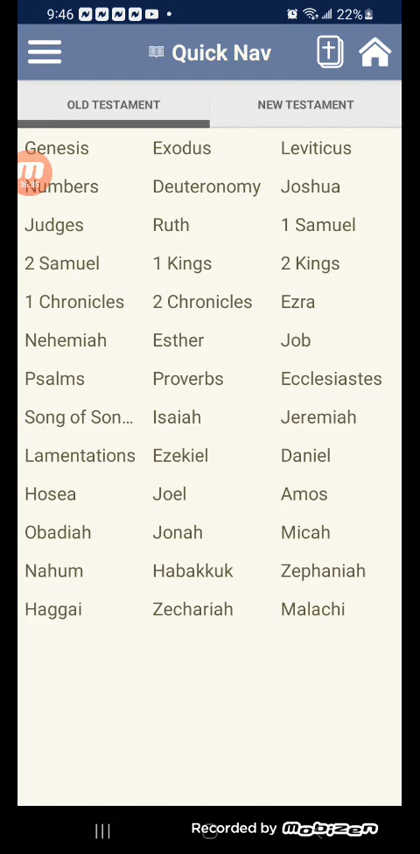 9:46 22%
Quick Nav
OLD TESTAMENT NEW TESTAMENT
Genesis Exodus Leviticus
Numbers Deuteronomy Joshua
Judges Ruth 1 Samuel
2 Samuel 1 Kings 2 Kings
1 Chronicles 2 Chronicles Ezra
Nehemiah Esther Job
Psalms Proverbs Ecclesiastes
Song of Son... Isaiah Jeremiah
Lamentations Ezekiel Daniel
Hosea Joel Amos
Obadiah Jonah Micah
Nahum Habakkuk Zephaniah
Haggai Zechariah Malachi
Recorded by Mobizen